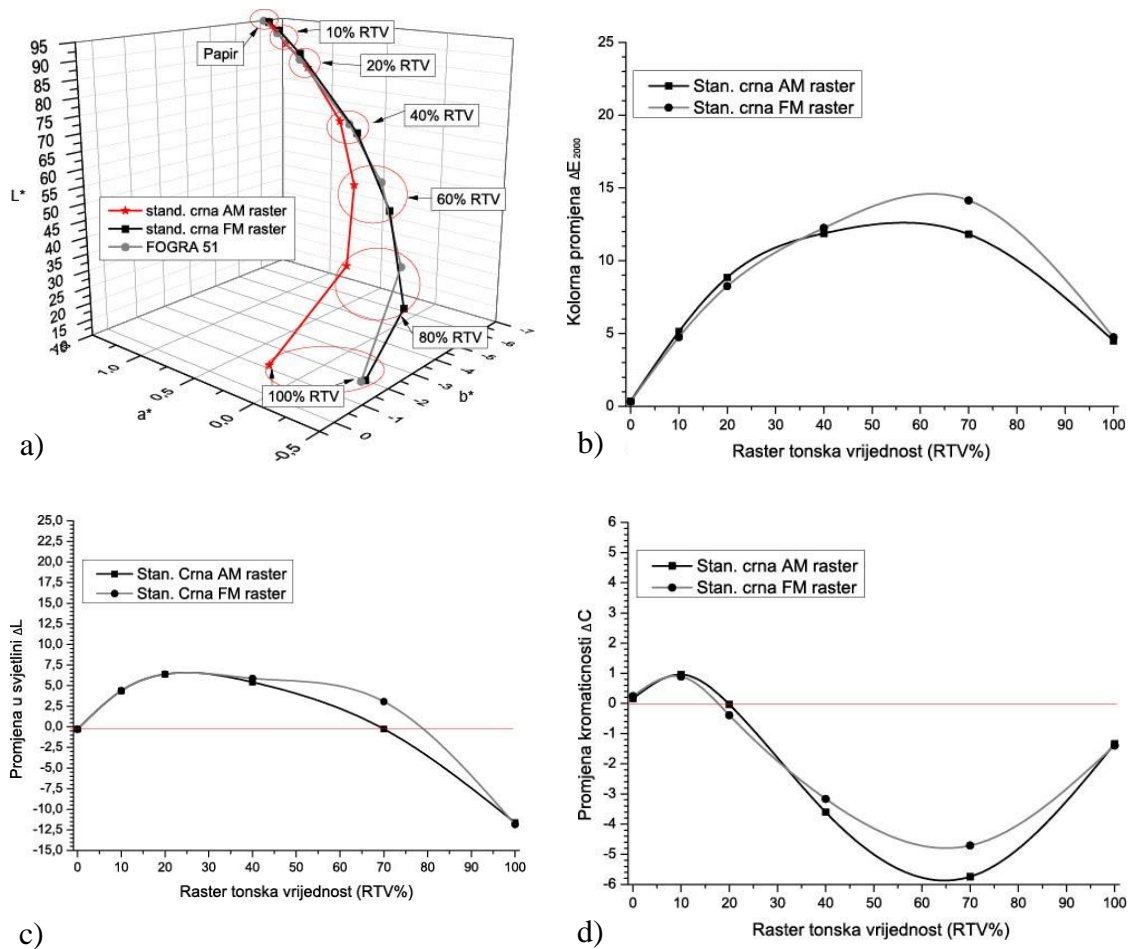 95
90
85
80
75
70
65
60
55
50
45
40
35
30
25
20
15
L*
Papir
10% RTV
20% RTV
40% RTV
60% RTV
80% RTV
100% RTV
stand. crna AM raster
stand. crna FM raster
FOGRA 51
1,0
0,5
0,0
-0,5
a*
0
-1
-2
-3
-4
-5
-6
-7
b*
a)
25
20
15
10
5
0
Kolorna promjena ΔE2000
Stan. crna AM raster
Stan. crna FM raster
0 10 20 30 40 50 60 70 80 90 100
Raster tonska vrijednost (RTV%)
b)
25,0
22,5
20,0
17,5
15,0
12,5
10,0
7,5
5,0
2,5
0,0
-2,5
-5,0
-7,5
-10,0
-12,5
-15,0
Promjena u svjetlini ΔL
Stan. Crna AM raster
Stan. Crna FM raster
0 10 20 30 40 50 60 70 80 90 100
Raster tonska vrijednost (RTV%)
c)
6
5
4
3
2
1
0
-1
-2
-3
-4
-5
-6
Promjena kromaticnosti ΔC
Stan. crna AM raster
Stan. crna FM raster
0 10 20 30 40 50 60 70 80 90 100
Raster tonska vrijednost (RTV%)
d)